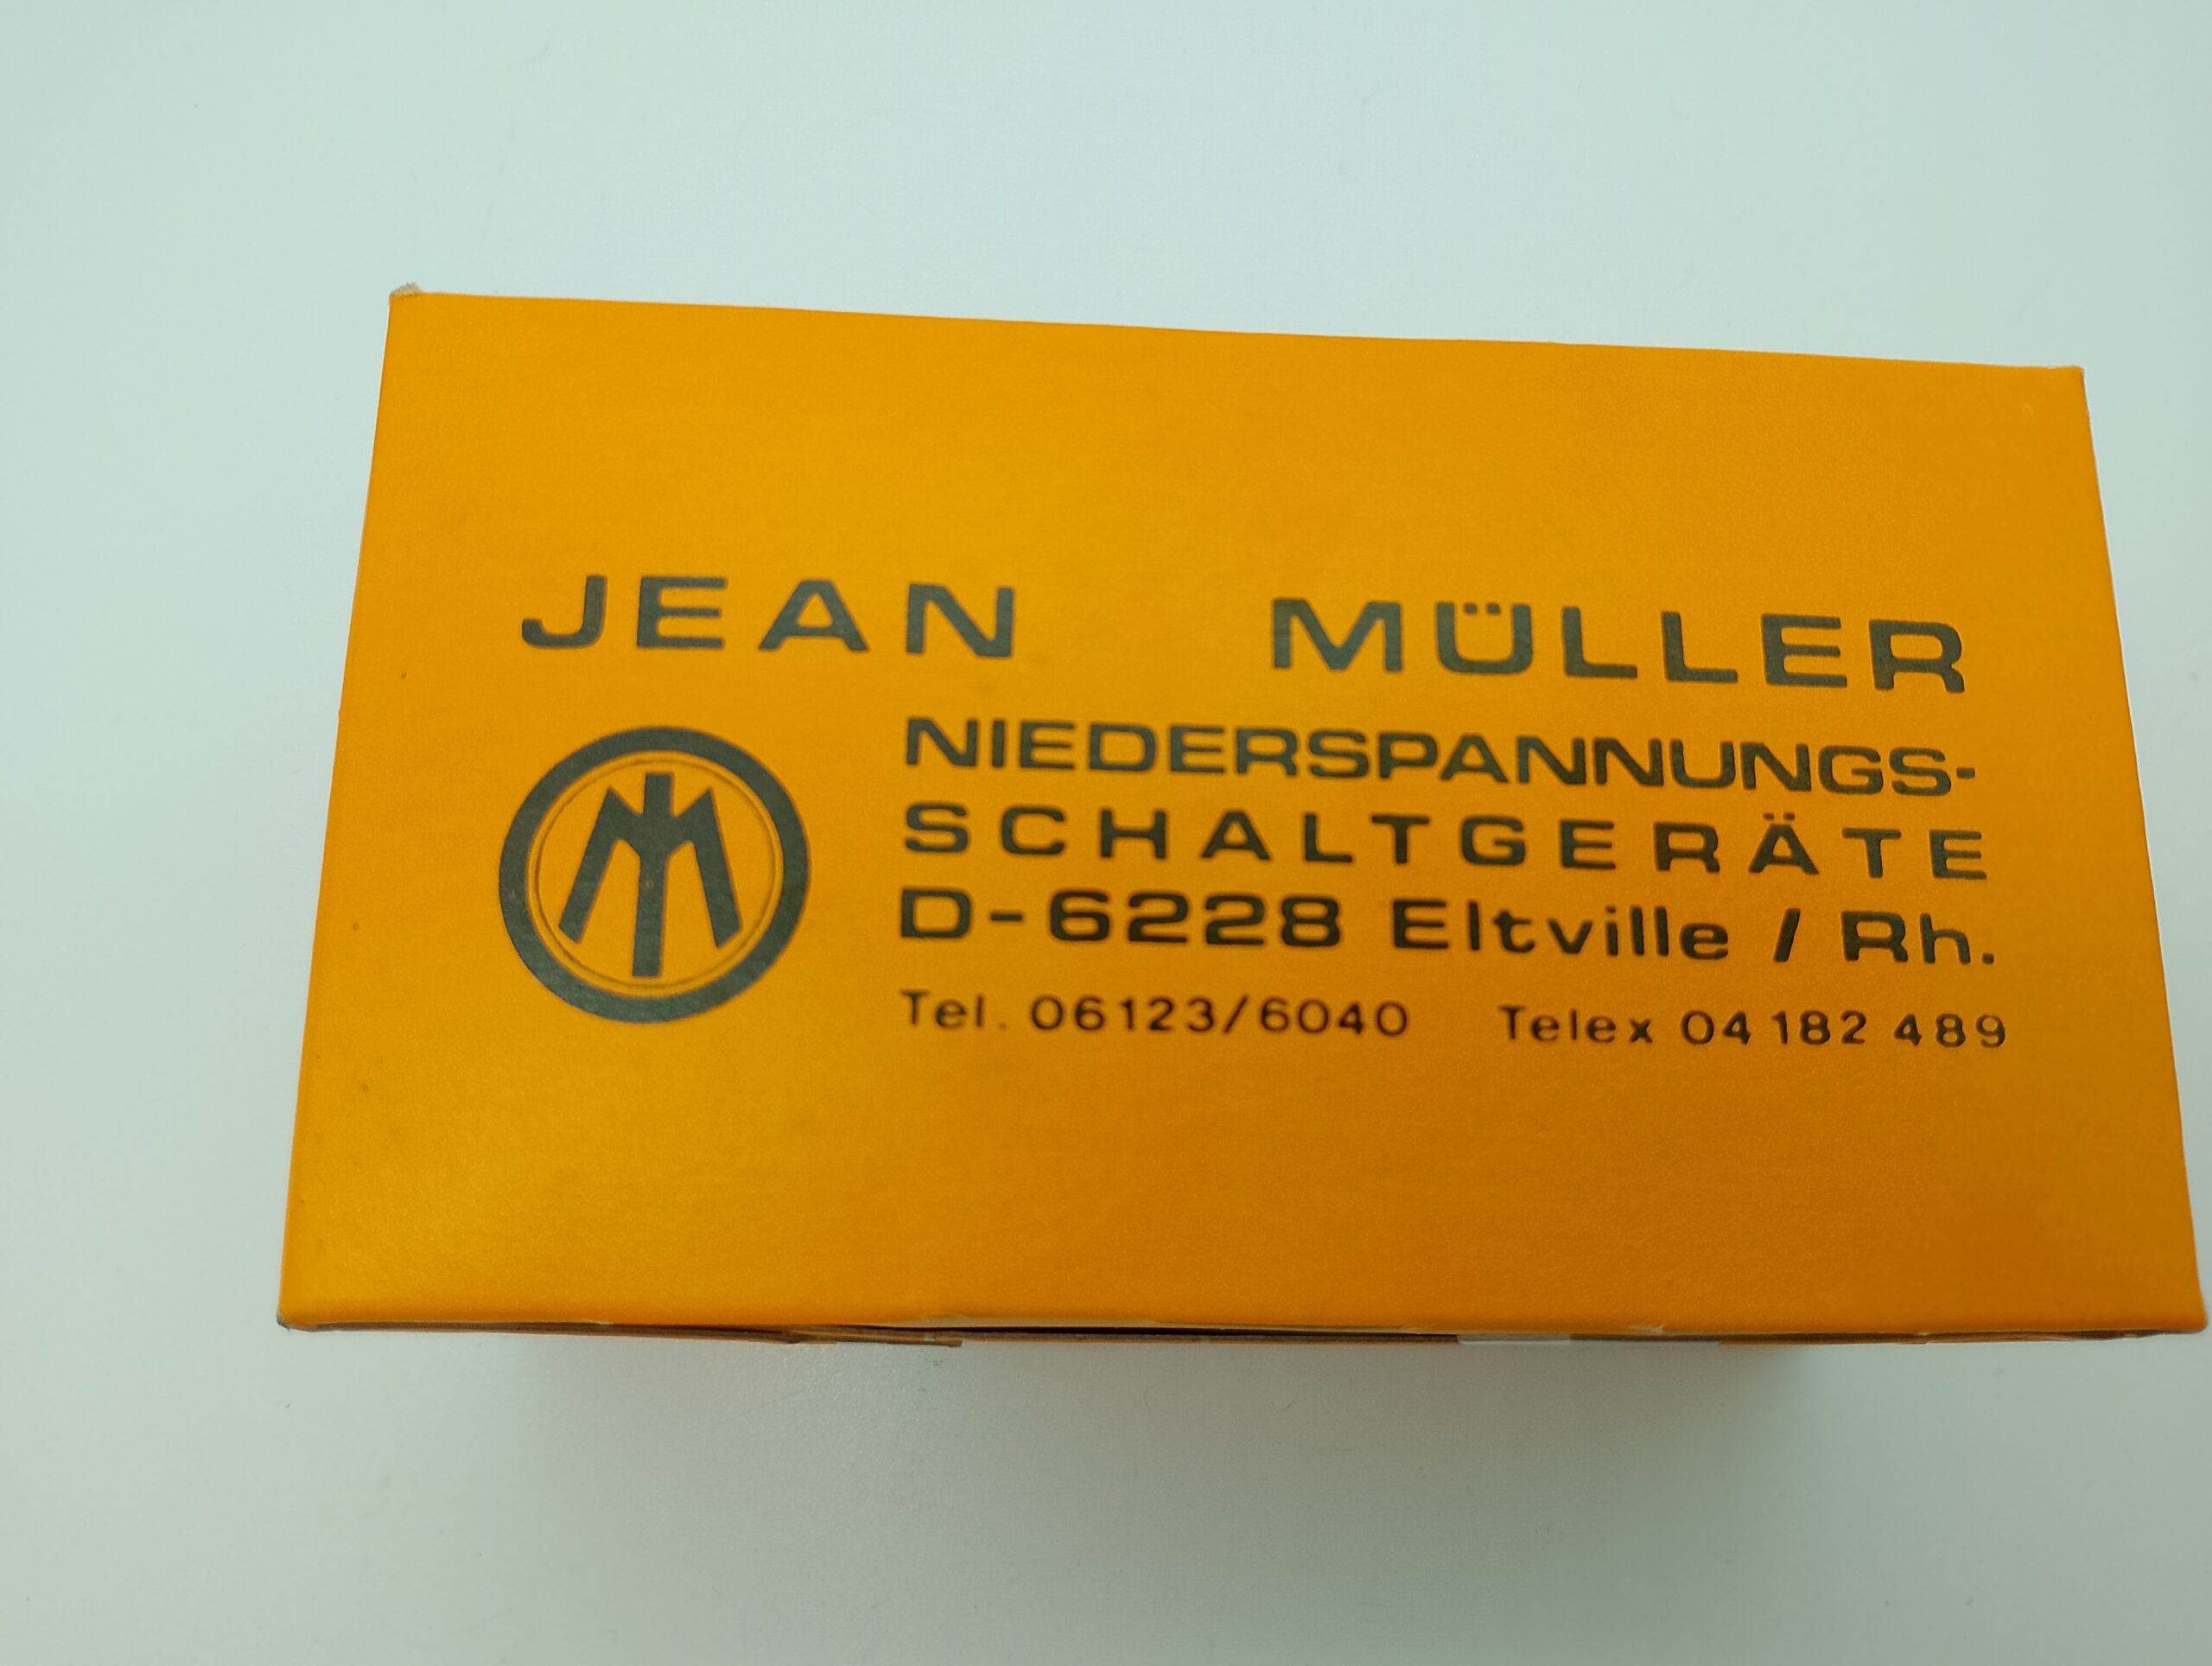 JEAN MÜLLER
NIEDERSPANNUNGS-
SCHALTGERÄTE
D-6228 Eltville / Rh.
Tel. 06123/6040 Telex 04 182 489